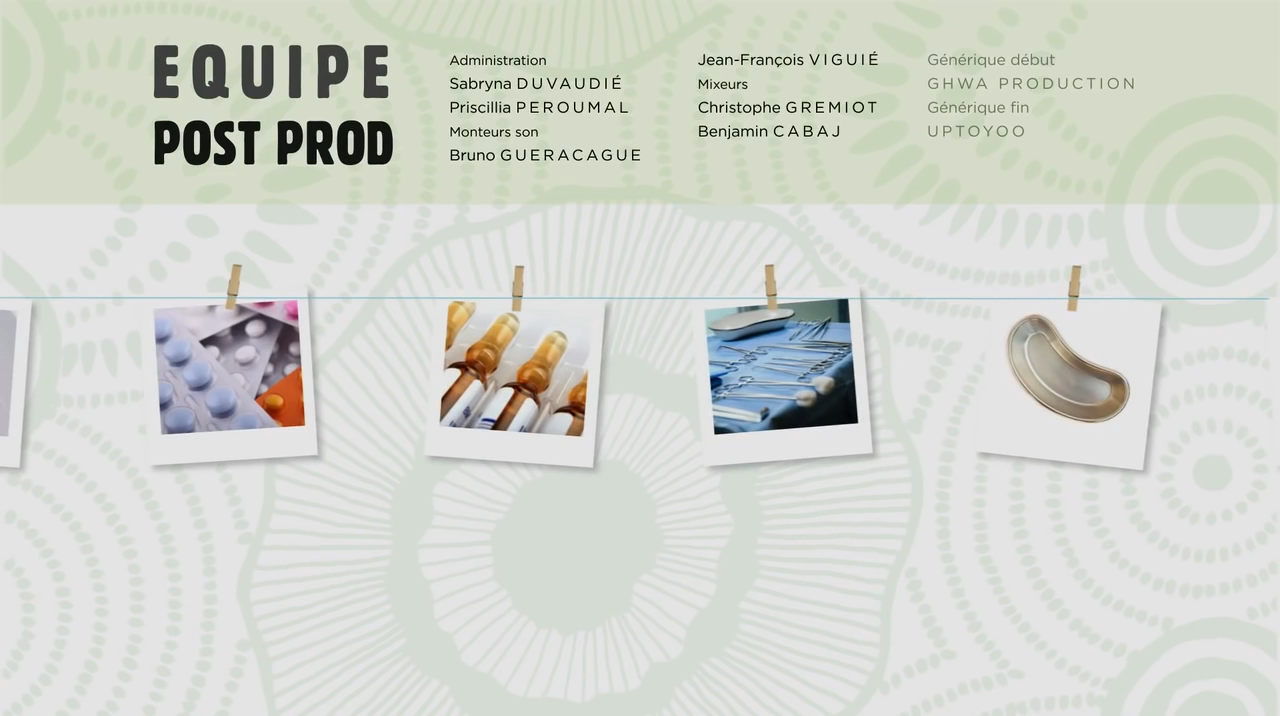 EQUIPE
POST PROD
Administration
Sabryna DUVAUDIÉ
Priscillia PEROUMAL
Monteurs son
Bruno GUERACAGUE
Jean-François VIGUIÉ
Mixeurs
Christophe GREMIOT
Benjamin CABAJ
Générique début
GHWA PRODUCTION
Générique fin
UPTOYOO